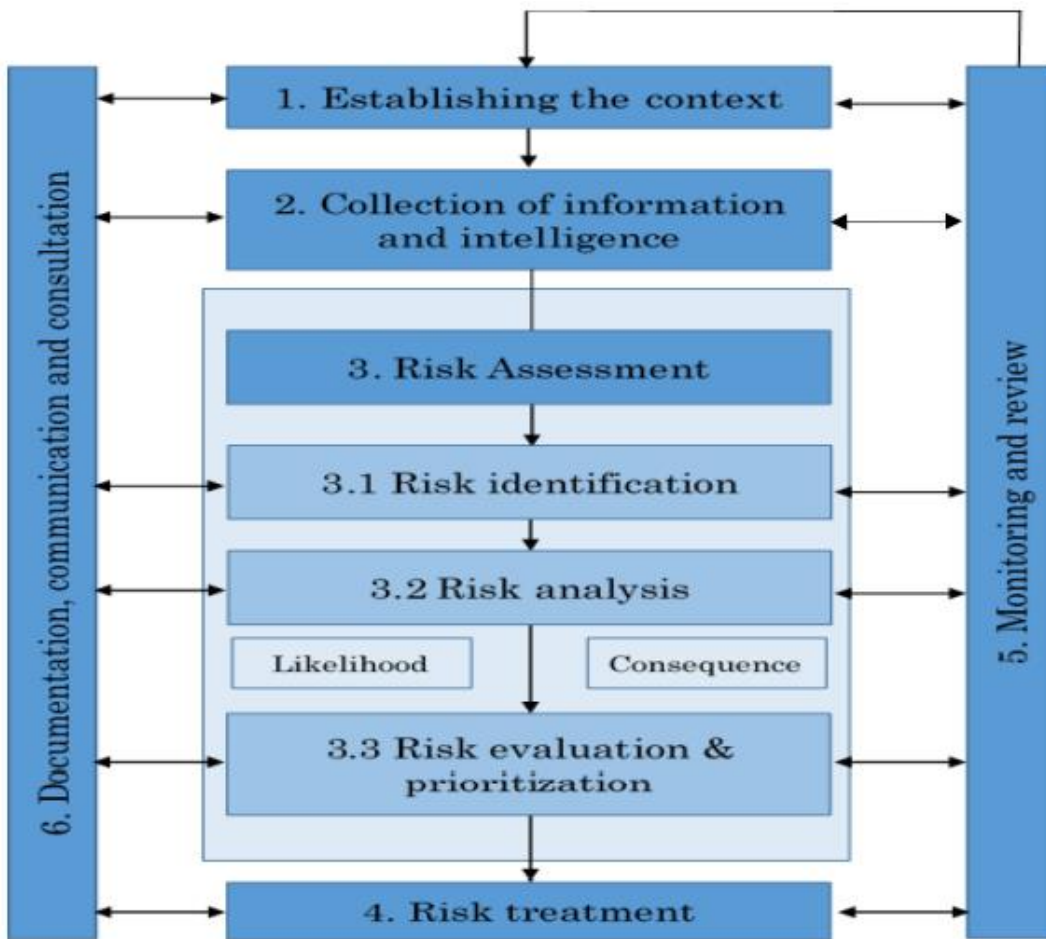 1. Establishing the context
2. Collection of information
and intelligence
3. Risk Assessment
3.1 Risk identification
3.2 Risk analysis
Likelihood
Consequence
3.3 Risk evaluation &
prioritization
4. Risk treatment
5. Monitoring and review
6. Documentation, communication and consultation